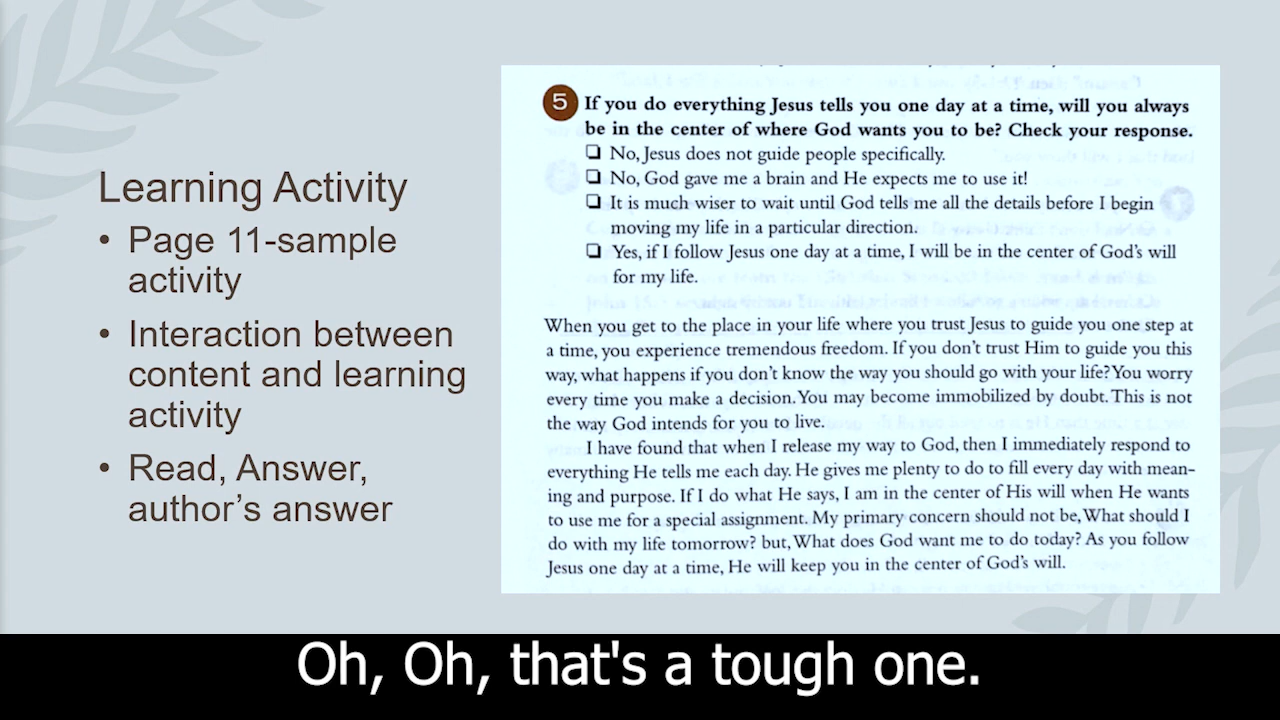 Learning Activity
• Page 11-sample
activity
• Interaction between
content and learning
activity
• Read, Answer,
author’s answer
5 If you do everything Jesus tells you one day at a time, will you always
be in the center of where God wants you to be? Check your response.
❏ No, Jesus does not guide people specifically.
❏ No, God gave me a brain and He expects me to use it!
❏ It is much wiser to wait until God tells me all the details before I begin
moving my life in a particular direction.
❏ Yes, if I follow Jesus one day at a time, I will be in the center of God’s will
for my life.
When you get to the place in your life where you trust Jesus to guide you one step at
a time, you experience tremendous freedom. If you don’t trust Him to guide you this
way, what happens if you don’t know the way you should go with your life? You worry
every time you make a decision. You may become immobilized by doubt. This is not
the way God intends for you to live.
I have found that when I release my way to God, then I immediately respond to
everything He tells me each day. He gives me plenty to do to fill every day with mean-
ing and purpose. If I do what He says, I am in the center of His will when He wants
to use me for a special assignment. My primary concern should not be, What should I
do with my life tomorrow? but, What does God want me to do today? As you follow
Jesus one day at a time, He will keep you in the center of God’s will.
Oh, Oh, that's a tough one.